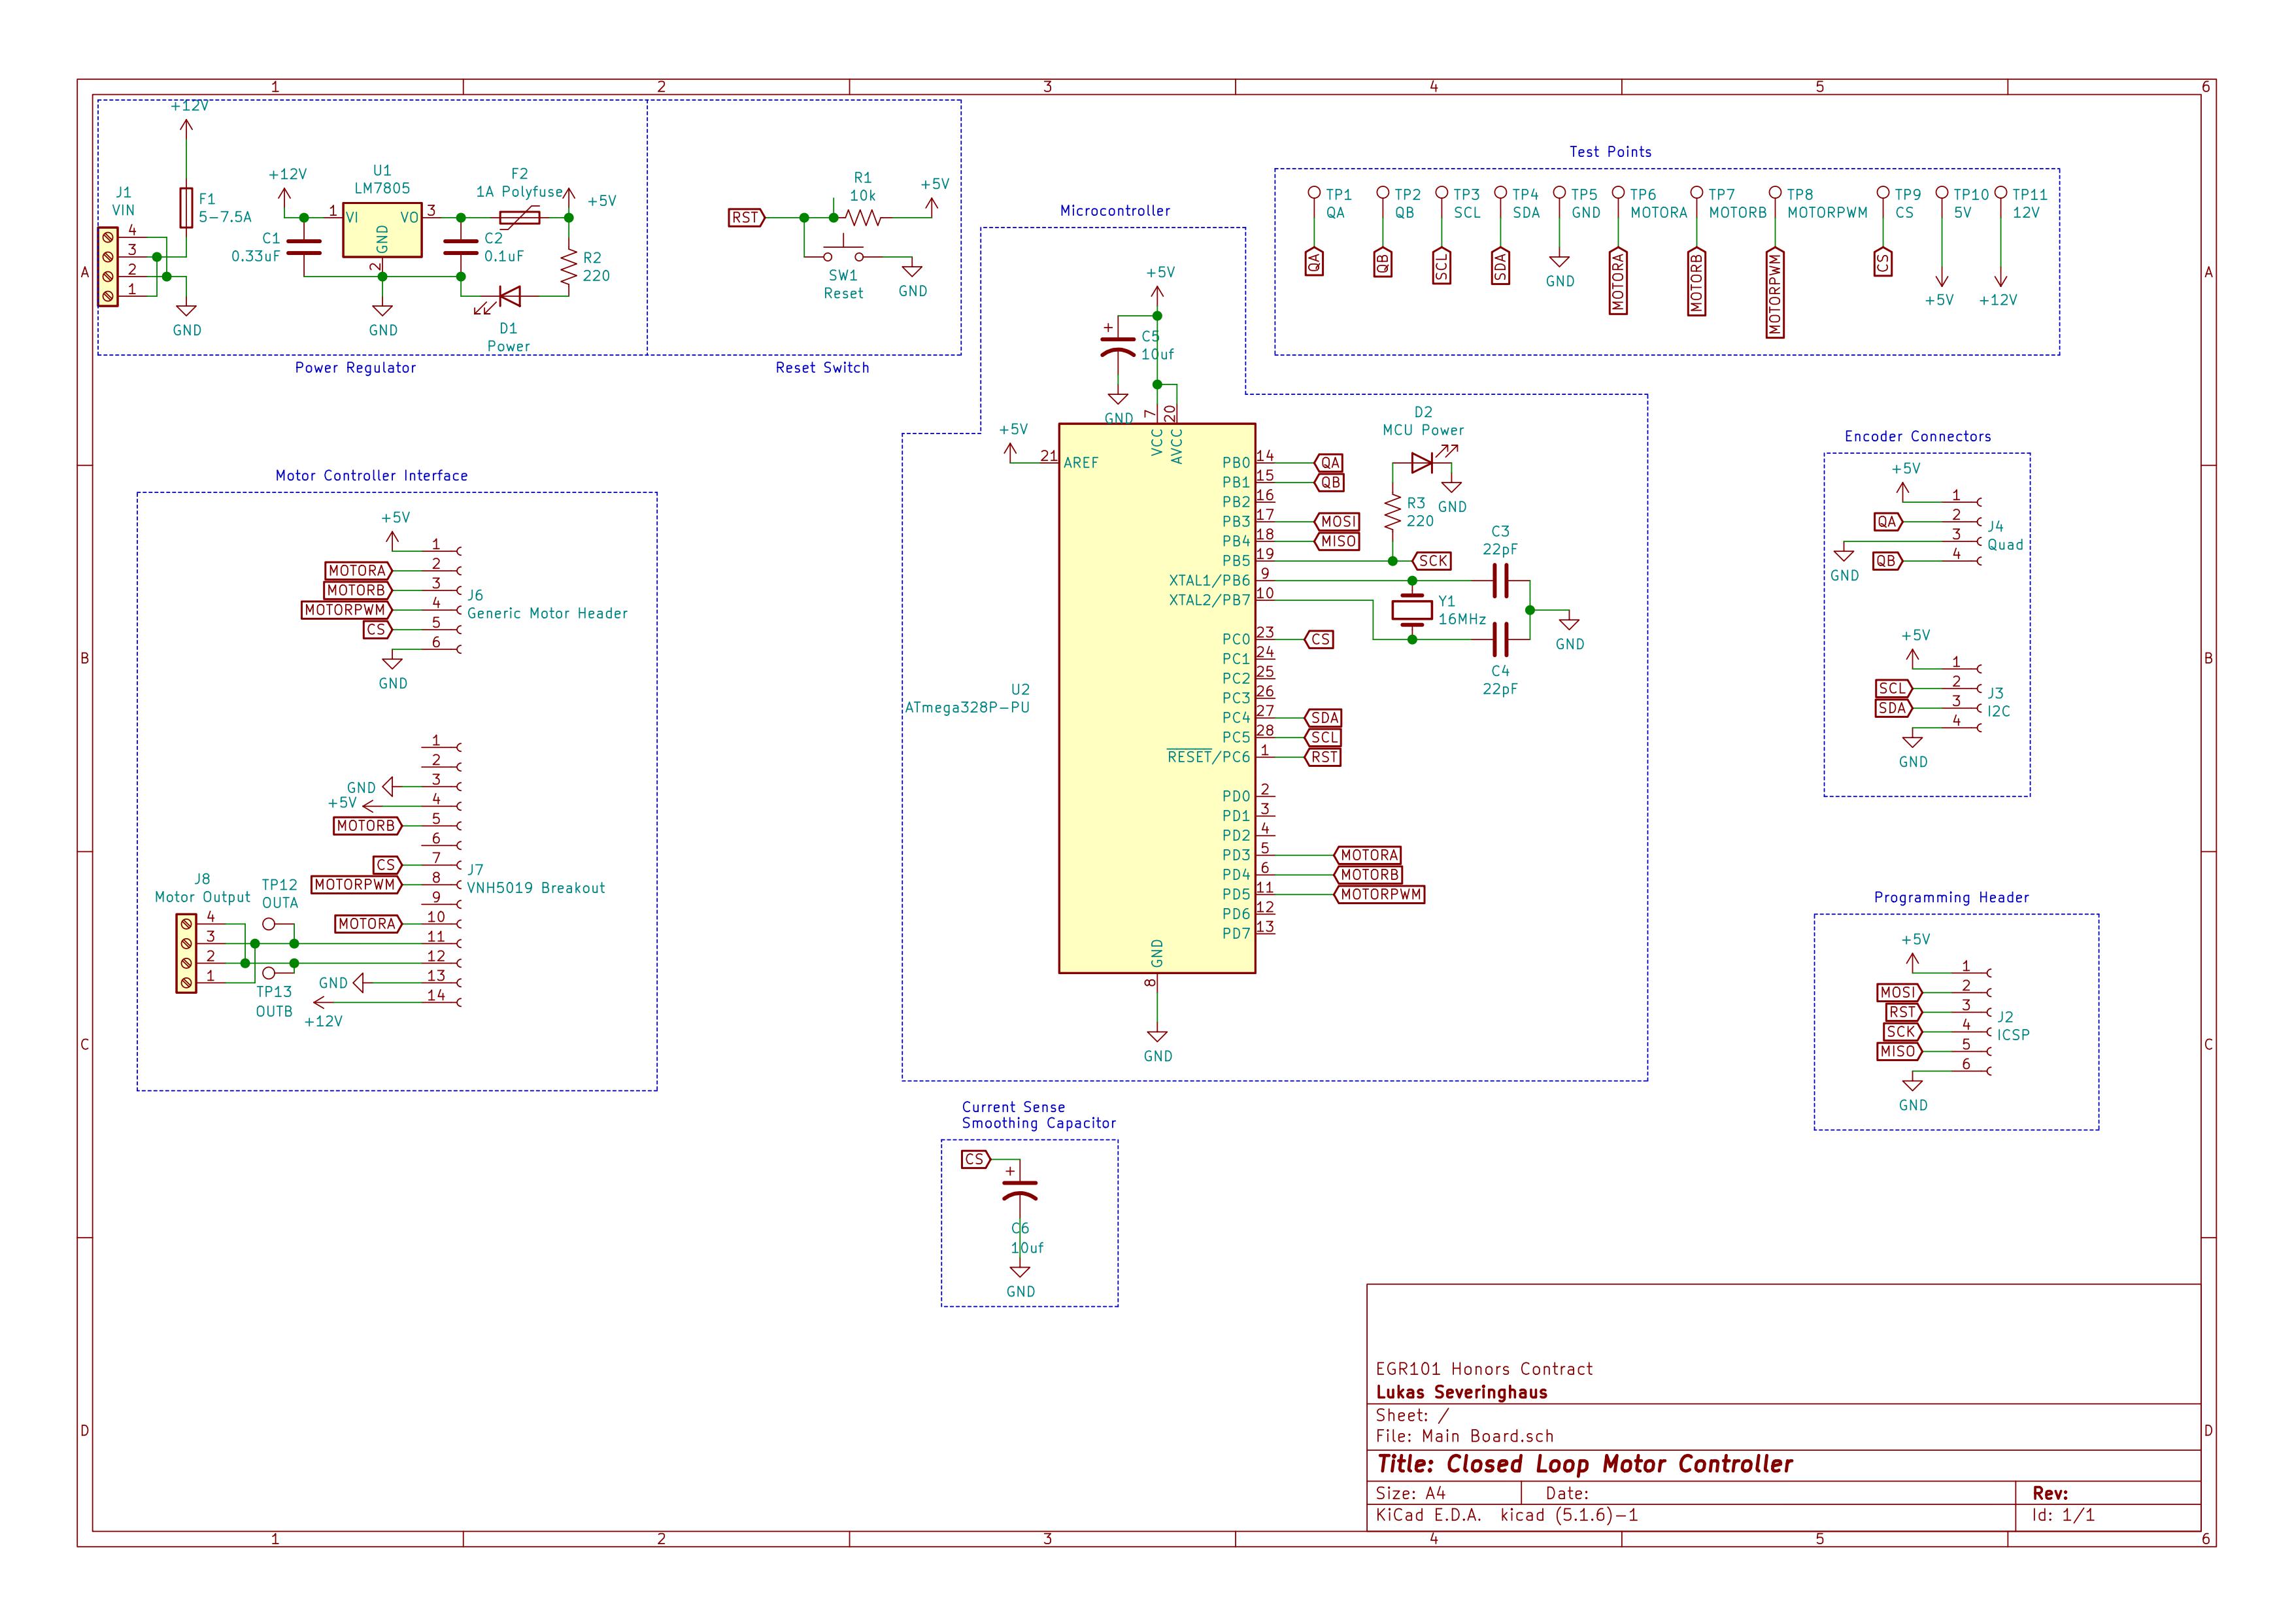 1 2 3 4 5 6
A
B
C
D
A
B
C
D
1 2 3 4 5 6
+12V
J1
VIN
4
3
2
1
F1
5-7.5A
GND
+12V
C1
0.33uF
U1
LM7805
1 VI
VO 3
GND
2
GND
C2
0.1uF
F2
1A Polyfuse
+5V
R2
220
D1
Power
Power Regulator
RST
R1
10k
+5V
SW1
Reset
GND
Reset Switch
Test Points
TP1
QA
QA
TP2
QB
QB
TP3
SCL
SCL
TP4
SDA
SDA
TP5
GND
GND
TP6
MOTORA
MOTORA
TP7
MOTORB
MOTORB
TP8
MOTORPWM
MOTORPWM
TP9
CS
CS
TP10
5V
+5V
TP11
12V
+12V
Microcontroller
+5V
+
C5
10uf
GND
7
20
VCC
AVCC
+5V
21 AREF
U2
ATmega328P-PU
PB0 14 QA
PB1 15 QB
PB2 16
PB3 17 MOSI
PB4 18 MISO
PB5 19 SCK
XTAL1/PB6 9
XTAL2/PB7 10
PC0 23 CS
PC1 24
PC2 25
PC3 26
PC4 27 SDA
PC5 28 SCL
RESET/PC6 1 RST
PD0 2
PD1 3
PD2 4
PD3 5 MOTORA
PD4 6 MOTORB
PD5 11 MOTORPWM
PD6 12
PD7 13
GND
8
GND
D2
MCU Power
GND
R3
220
C3
22pF
Y1
16MHz
GND
C4
22pF
Encoder Connectors
+5V
1
QA 2
3
QB 4
GND
J4
Quad
+5V
1
SCL 2
SDA 3
4
GND
J3
I2C
Motor Controller Interface
+5V
1
MOTORA 2
MOTORB 3
MOTORPWM 4
CS 5
6
GND
J6
Generic Motor Header
1
2
GND 3
+5V 4
MOTORB 5
6
CS 7
MOTORPWM 8
9
MOTORA 10
11
12
GND 13
14
+12V
J7
VNH5019 Breakout
J8
Motor Output
4
3
2
1
TP12
OUTA
TP13
OUTB
Programming Header
+5V
1
MOSI 2
RST 3
SCK 4
MISO 5
6
GND
J2
ICSP
Current Sense
Smoothing Capacitor
CS
+
C6
10uf
GND
EGR101 Honors Contract
Lukas Severinghaus
Sheet: /
File: Main Board.sch
Title: Closed Loop Motor Controller
Size: A4 Date: Rev:
KiCad E.D.A. kicad (5.1.6)-1 Id: 1/1